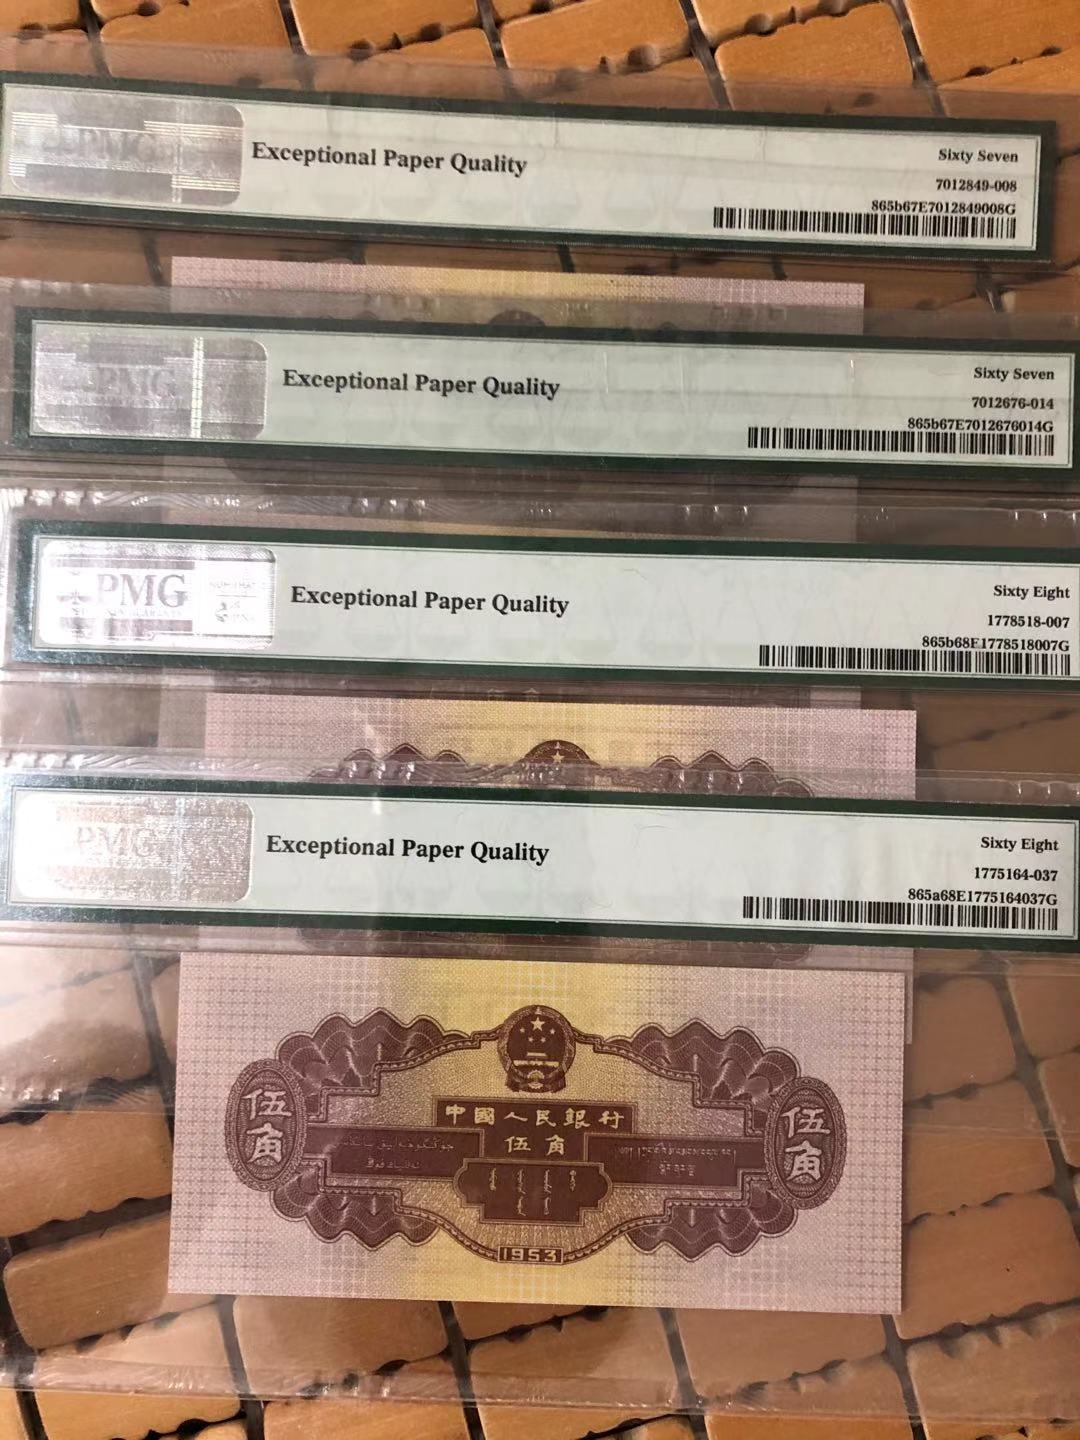 PMG
Exceptional Paper Quality
Sixty Seven
7012849-008
865b67E7012849008G
PMG
Exceptional Paper Quality
Sixty Seven
7012676-014
865b67E7012676014G
PMG
Exceptional Paper Quality
Sixty Eight
1778518-007
865b68E1778518007G
PMG
Exceptional Paper Quality
Sixty Eight
1775164-037
865a68E1775164037G
中國人民銀行
伍角
伍角
伍角
1953